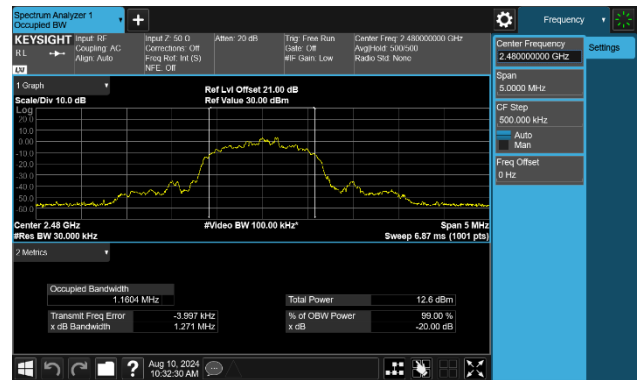 Spectrum Analyzer 1
Occupied BW
Frequency
KEYSIGHT
RL
Input: RF
Coupling: AC
Align: Auto
Input Z: 50 Ω
Corrections: Off
Freq Ref: Int (S)
NFE: Off
Atten: 20 dB
Trig: Free Run
Gate: Off
#IF Gain: Low
Center Freq: 2.480000000 GHz
Avg|Hold: 500/500
Radio Std: None
Center Frequency
2.480000000 GHz
Settings
Span
5.0000 MHz
CF Step
500.000 kHz
Auto
Man
Freq Offset
0 Hz
1 Graph
Scale/Div 10.0 dB
Ref Lvl Offset 21.00 dB
Ref Value 30.00 dBm
Log
20.0
10.0
0.00
-10.0
-20.0
-30.0
-40.0
-50.0
-60.0
Center 2.48 GHz
#Res BW 30.000 kHz
#Video BW 100.00 kHz*
Span 5 MHz
Sweep 6.87 ms (1001 pts)
2 Metrics
Occupied Bandwidth
1.1604 MHz
Total Power 12.6 dBm
Transmit Freq Error -3.997 kHz
% of OBW Power 99.00 %
x dB Bandwidth 1.271 MHz
x dB -20.00 dB
Aug 10, 2024
10:32:30 AM